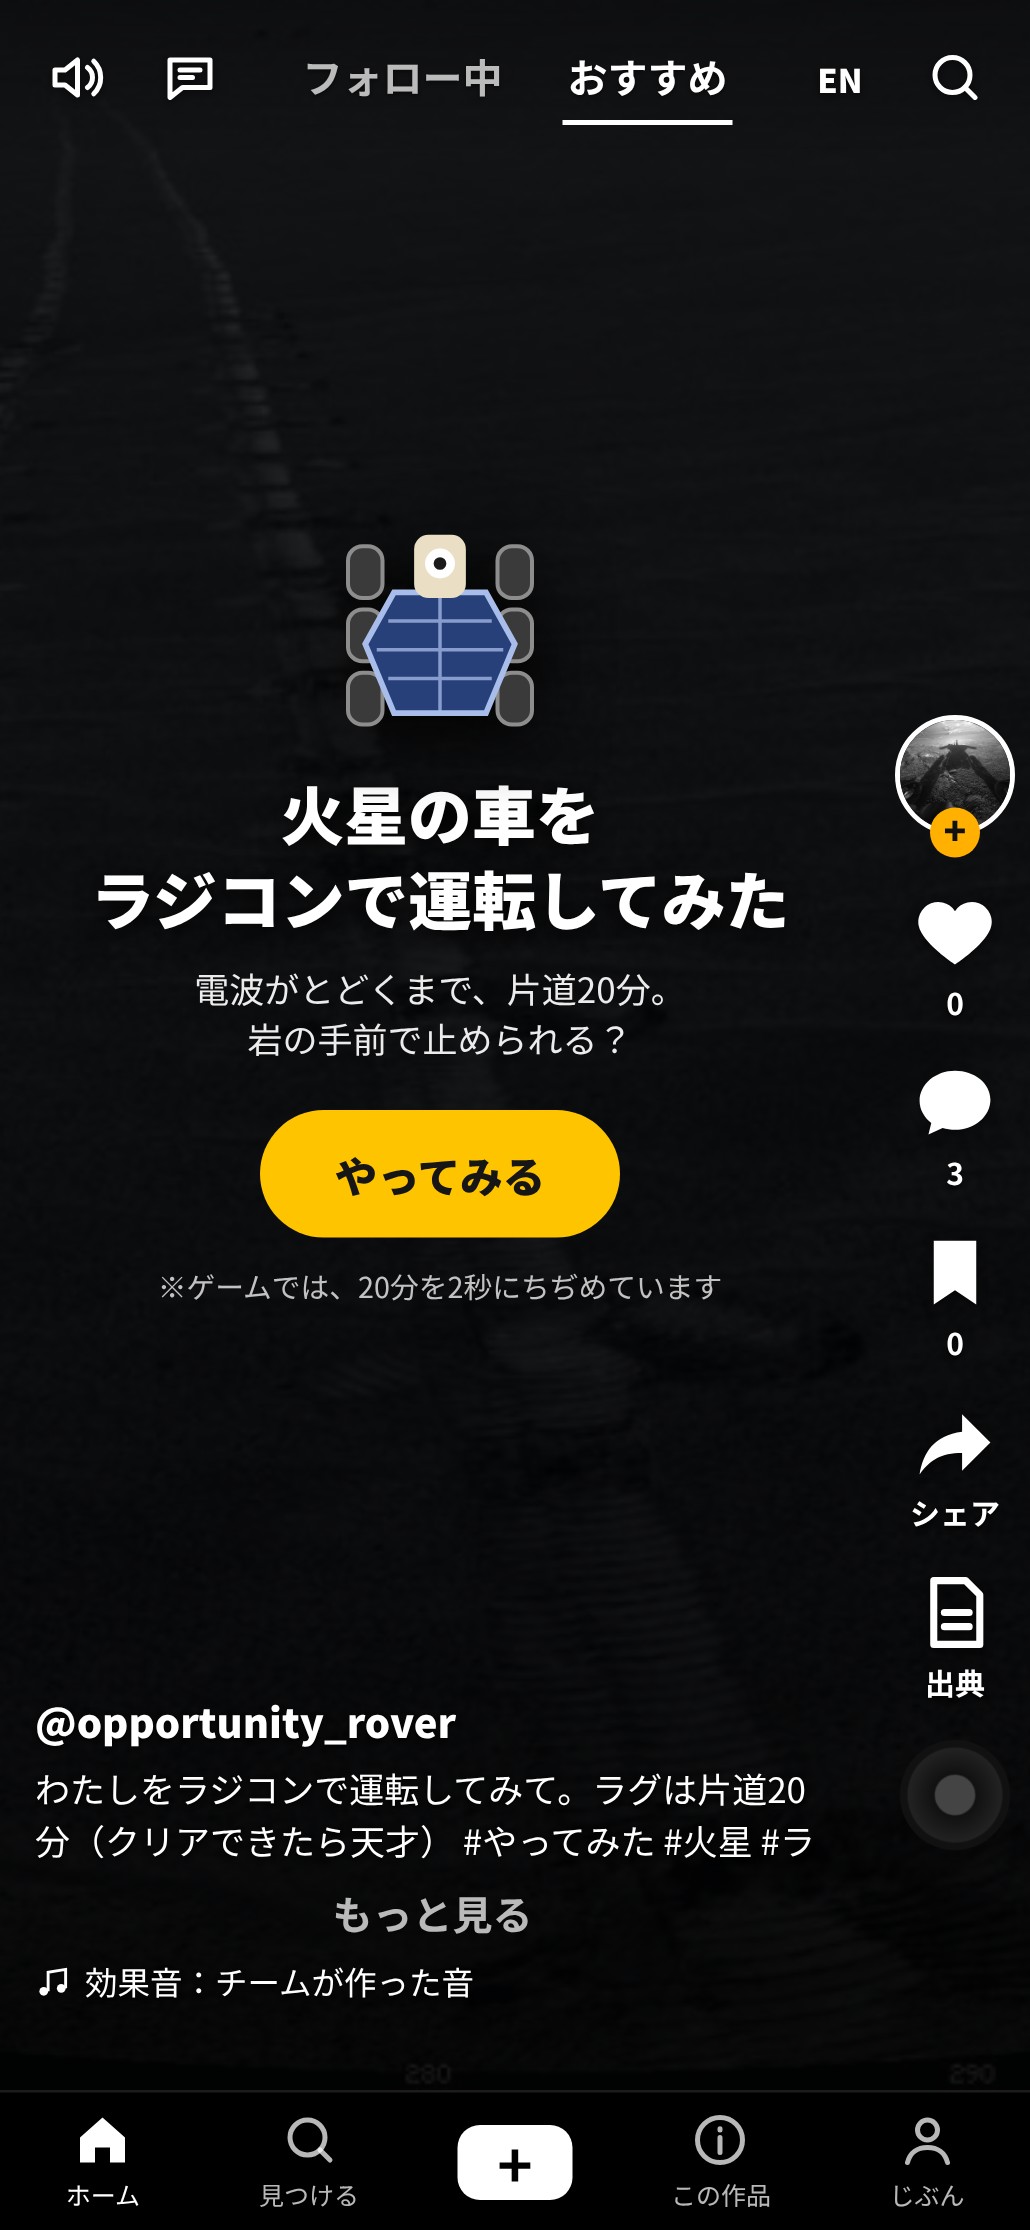 フォロー中
おすすめ
EN
火星の車を
ラジコンで運転してみた
電波がとどくまで、片道20分。
岩の手前で止められる？
やってみる
※ゲームでは、20分を2秒にちぢめています
0
3
0
シェア
出典
@opportunity_rover
わたしをラジコンで運転してみて。ラグは片道20
分（クリアできたら天才） #やってみた #火星 #ラ
もっと見る
効果音：チームが作った音
280
290
ホーム
見つける
この作品
じぶん